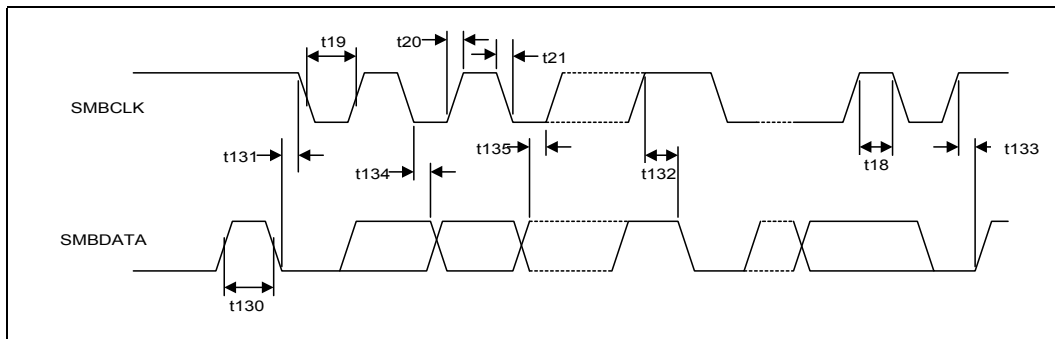 t19
t20
t21
SMBCLK
t131
t134
t135
t132
t18
t133
SMBDATA
t130